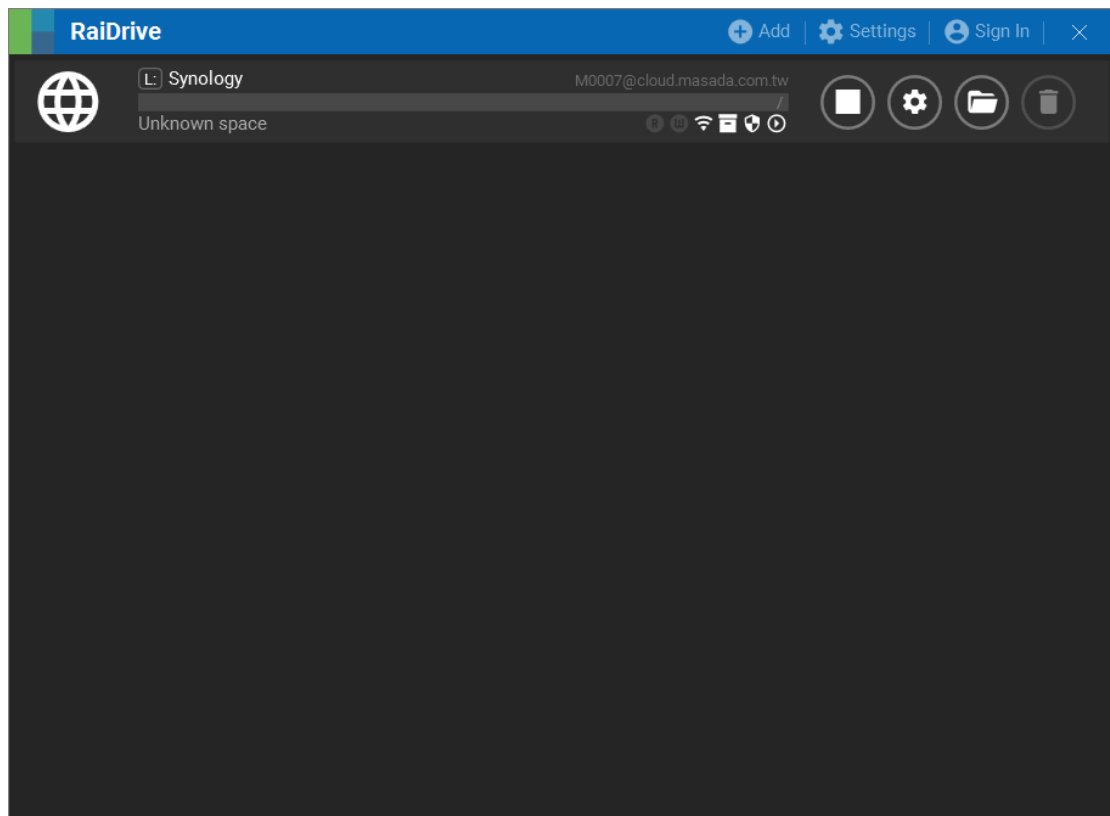 RaiDrive
Add
Settings
Sign In
L: Synology
M0007@cloud.masada.com.tw
/
Unknown space
R W